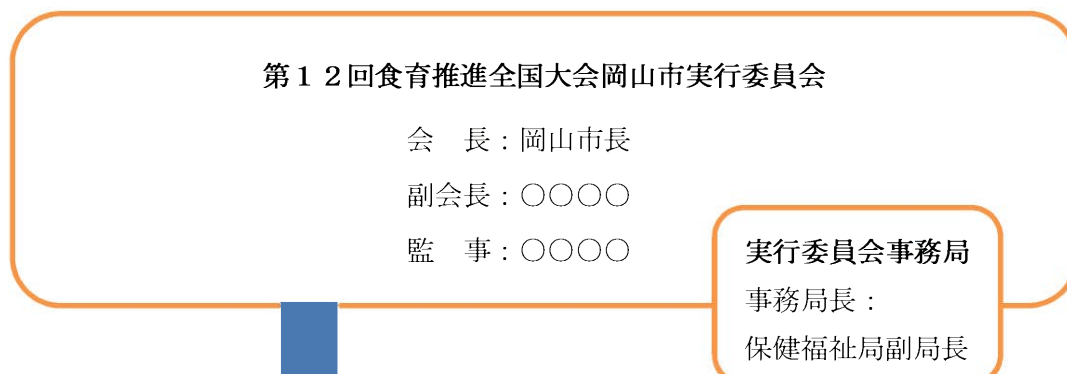 第１２回食育推進全国大会岡山市実行委員会
会　長：岡山市長
副会長：○○○○
監　事：○○○○
実行委員会事務局
事務局長：
保健福祉局副局長